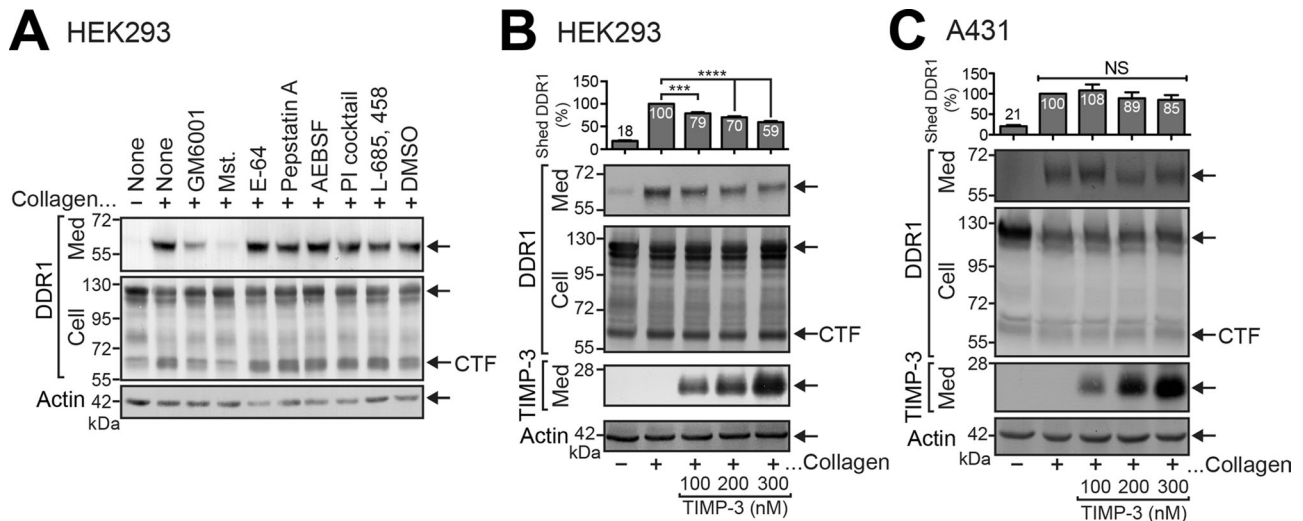 A HEK293
None
None
GM6001
Mst.
E-64
Pepstatin A
AEBSF
PI cocktail
L-685, 458
DMSO
Collagen... – + + + + + + + + +
DDR1
Med
72
55
Cell
130
95
72
55
CTF
Actin 42
kDa
B HEK293
Shed DDR1 (%)
150
100
50
0
****
***
18 100 79 70 59
DDR1
Med
72
55
Cell
130
95
72
55
CTF
TIMP-3
Med
28
Actin 42
kDa
– + + + + ...Collagen
100 200 300
TIMP-3 (nM)
C A431
Shed DDR1 (%)
150
100
50
0
NS
21 100 108 89 85
DDR1
Med
72
55
Cell
130
95
72
55
CTF
TIMP-3
Med
28
Actin 42
kDa
– + + + + ...Collagen
100 200 300
TIMP-3 (nM)